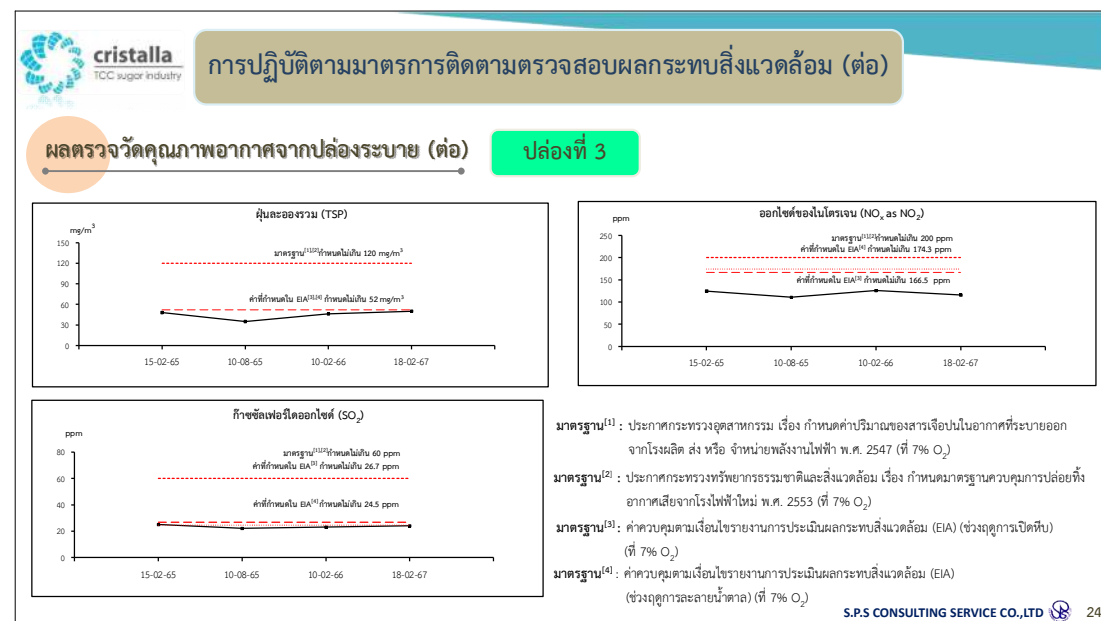 cristalla
TCC sugar industry
การปฏิบัติตามมาตรการติดตามตรวจสอบผลกระทบสิ่งแวดล้อม (ต่อ)
ผลตรวจวัดคุณภาพอากาศจากปล่องระบาย (ต่อ)
ปล่องที่ 3
ฝุ่นละอองรวม (TSP)
mg/m³
150
120
90
60
30
0
มาตรฐาน[1][2]กำหนดไม่เกิน 120 mg/m³
ค่าที่กำหนดใน EIA[3],[4] กำหนดไม่เกิน 52 mg/m³
15-02-65 10-08-65 10-02-66 18-02-67
ออกไซด์ของไนโตรเจน (NOx as NO2)
ppm
250
200
150
100
50
0
มาตรฐาน[1][2]กำหนดไม่เกิน 200 ppm
ค่าที่กำหนดใน EIA[4] กำหนดไม่เกิน 174.3 ppm
ค่าที่กำหนดใน EIA[3] กำหนดไม่เกิน 166.5 ppm
15-02-65 10-08-65 10-02-66 18-02-67
ก๊าซซัลเฟอร์ไดออกไซด์ (SO2)
ppm
80
60
40
20
0
มาตรฐาน[1][2]กำหนดไม่เกิน 60 ppm
ค่าที่กำหนดใน EIA[3] กำหนดไม่เกิน 26.7 ppm
ค่าที่กำหนดใน EIA[4]กำหนดไม่เกิน 24.5 ppm
15-02-65 10-08-65 10-02-66 18-02-67
มาตรฐาน[1] : ประกาศกระทรวงอุตสาหกรรม เรื่อง กำหนดค่าปริมาณของสารเจือปนในอากาศที่ระบายออก
จากโรงผลิต ส่ง หรือ จำหน่ายพลังงานไฟฟ้า พ.ศ. 2547 (ที่ 7% O2)
มาตรฐาน[2] : ประกาศกระทรวงทรัพยากรธรรมชาติและสิ่งแวดล้อม เรื่อง กำหนดมาตรฐานควบคุมการปล่อยทิ้ง
อากาศเสียจากโรงไฟฟ้าใหม่ พ.ศ. 2553 (ที่ 7% O2)
มาตรฐาน[3] : ค่าควบคุมตามเงื่อนไขรายงานการประเมินผลกระทบสิ่งแวดล้อม (EIA) (ช่วงฤดูการเปิดหีบ)
(ที่ 7% O2)
มาตรฐาน[4] : ค่าควบคุมตามเงื่อนไขรายงานการประเมินผลกระทบสิ่งแวดล้อม (EIA)
(ช่วงฤดูการละลายน้ำตาล) (ที่ 7% O2)
S.P.S CONSULTING SERVICE CO.,LTD 24